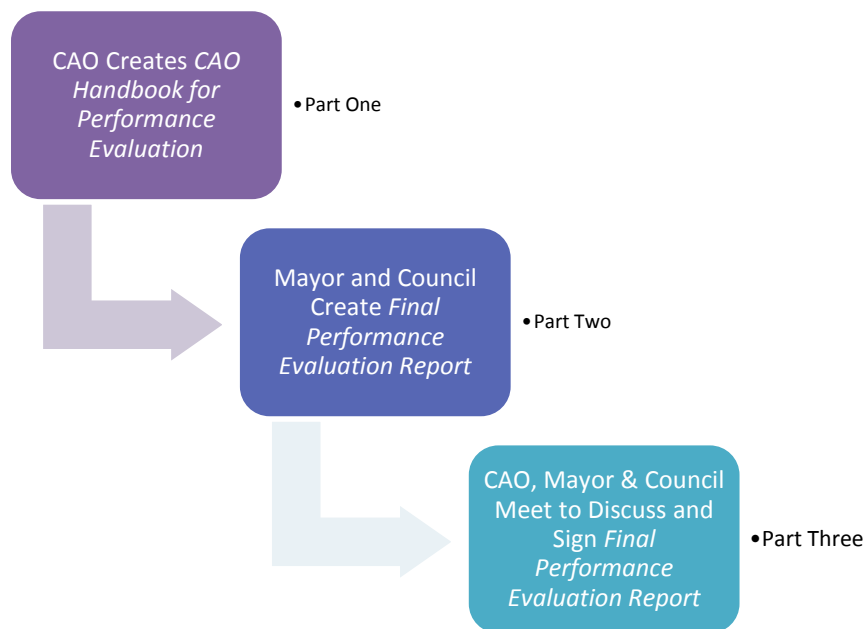 CAO Creates CAO
Handbook for
Performance
Evaluation
•Part One
Mayor and Council
Create Final
Performance
Evaluation Report
•Part Two
CAO, Mayor & Council
Meet to Discuss and
Sign Final
Performance
Evaluation Report
•Part Three